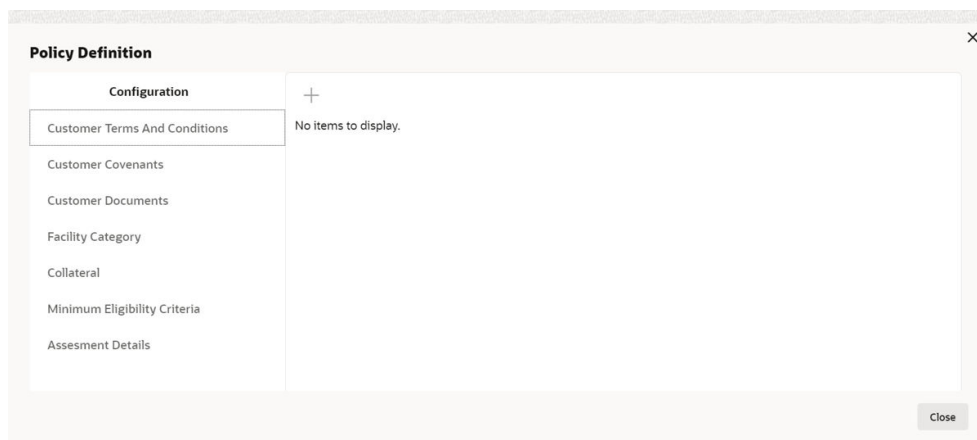 Policy Definition
Configuration
Customer Terms And Conditions
Customer Covenants
Customer Documents
Facility Category
Collateral
Minimum Eligibility Criteria
Assesment Details
No items to display.
Close